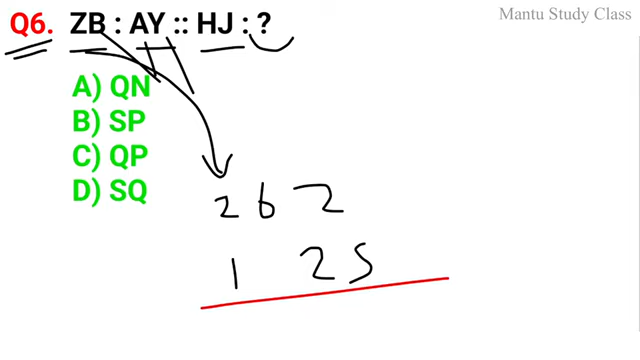 Mantu Study Class
Q6. ZB : AY :: HJ : ?
A) QN
B) SP
C) QP
D) SQ
26 2
1 25